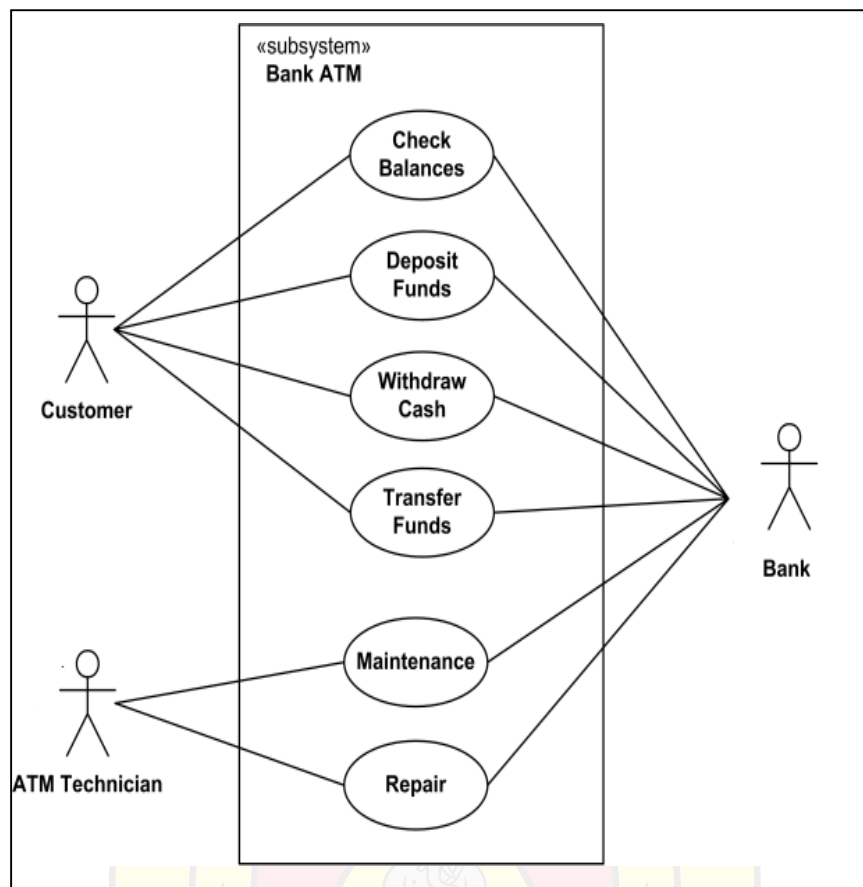 «subsystem»
Bank ATM
Check
Balances
Deposit
Funds
Withdraw
Cash
Customer
Transfer
Funds
Bank
Maintenance
ATM Technician
Repair